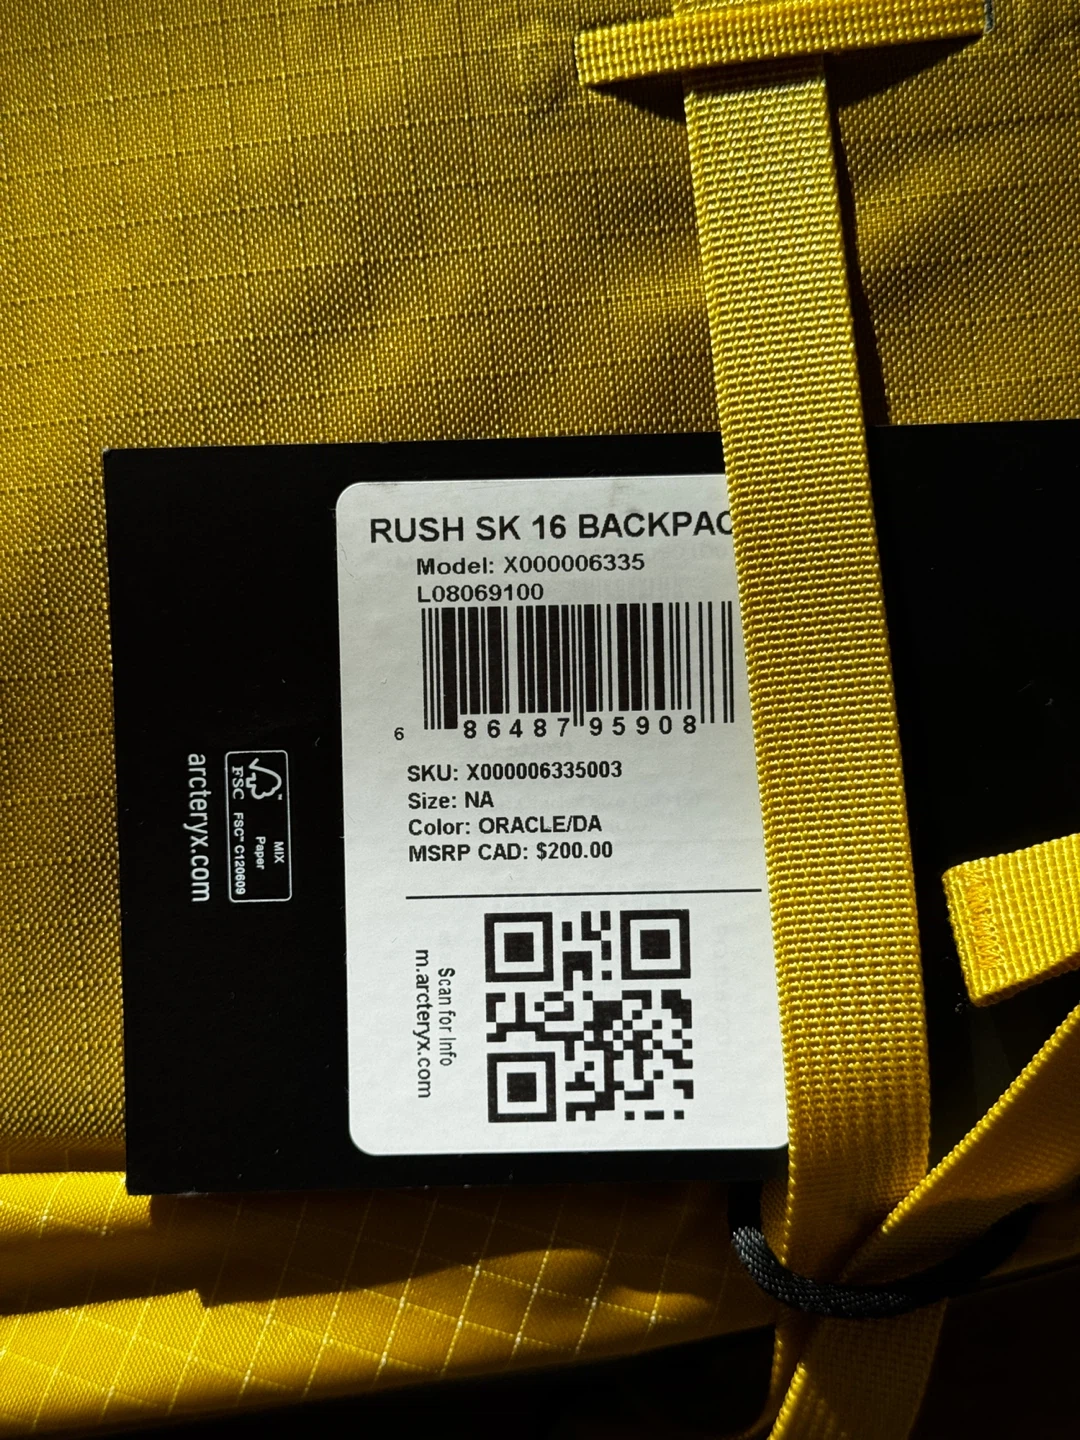 RUSH SK 16 BACKPAC
Model: X000006335
L08069100
6 86487 95908
SKU: X000006335003
Size: NA
Color: ORACLE/DA
MSRP CAD: $200.00
Scan for Info
m.arcteryx.com
FSC
MIX
Paper
FSC™ C120609
arcteryx.com